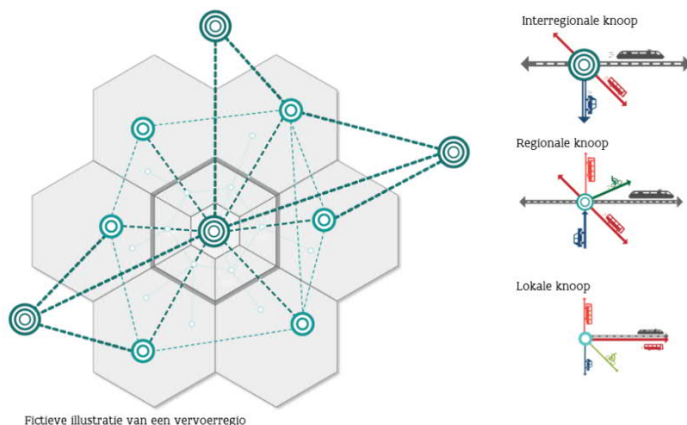 Interregionale knoop
Regionale knoop
Lokale knoop
Fictieve illustratie van een vervoerregio